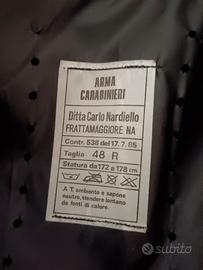 ARMA
CARABINIERI
Ditta Carlo Nardiello
FRATTAMAGGIORE NA
Contr. 538 del 17.7.85
Taglia 48 R
Statura da 172 a 178 cm
A T. ambiente e sapone
neutro, stendere lontano
da fonti di calore.
subito